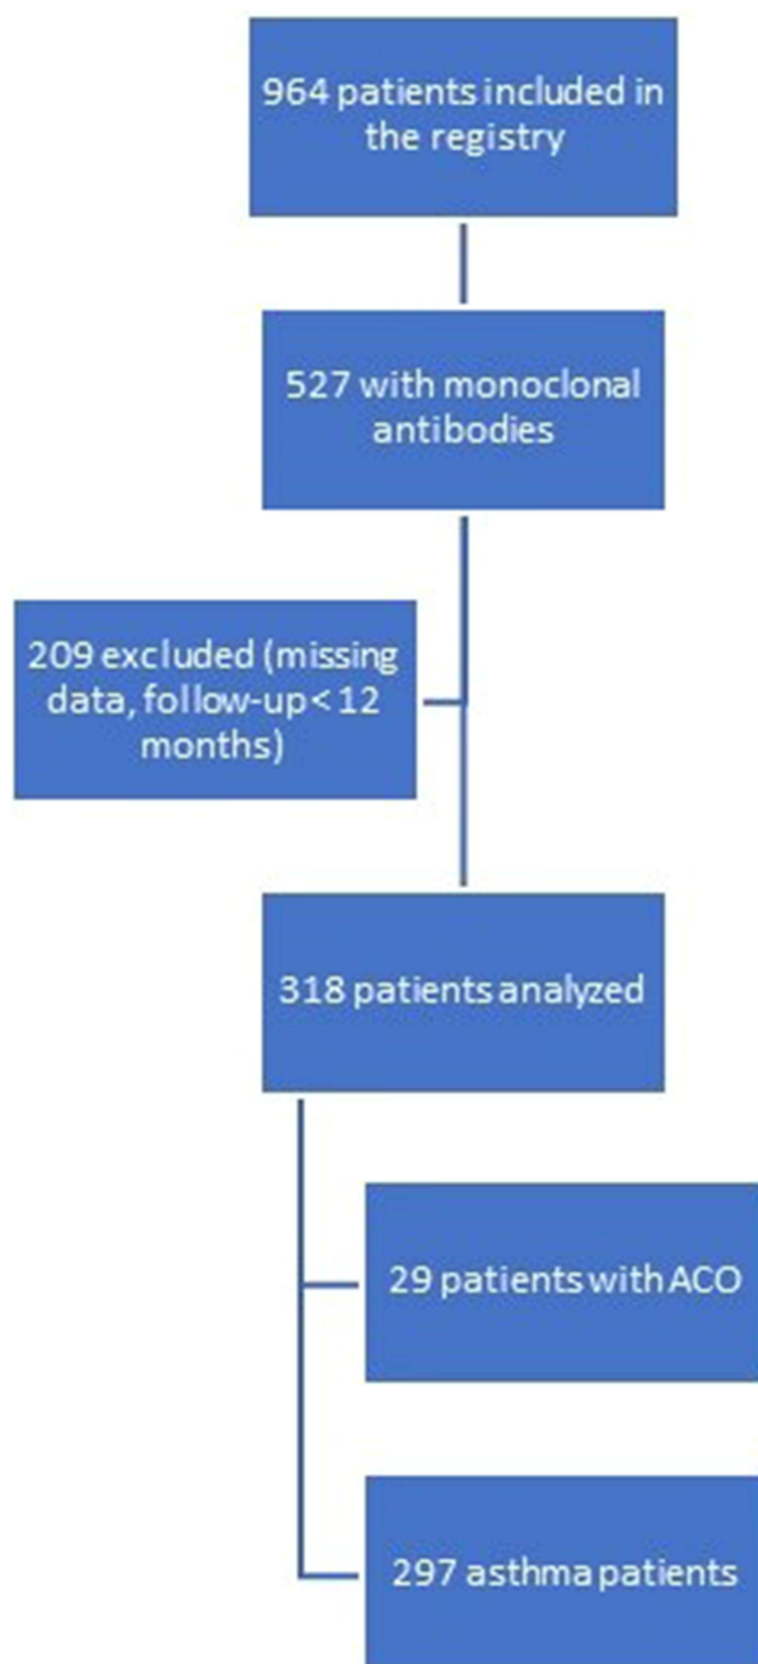 964 patients included in
the registry
527 with monoclonal
antibodies
209 excluded (missing
data, follow-up < 12
months)
318 patients analyzed
29 patients with ACO
297 asthma patients